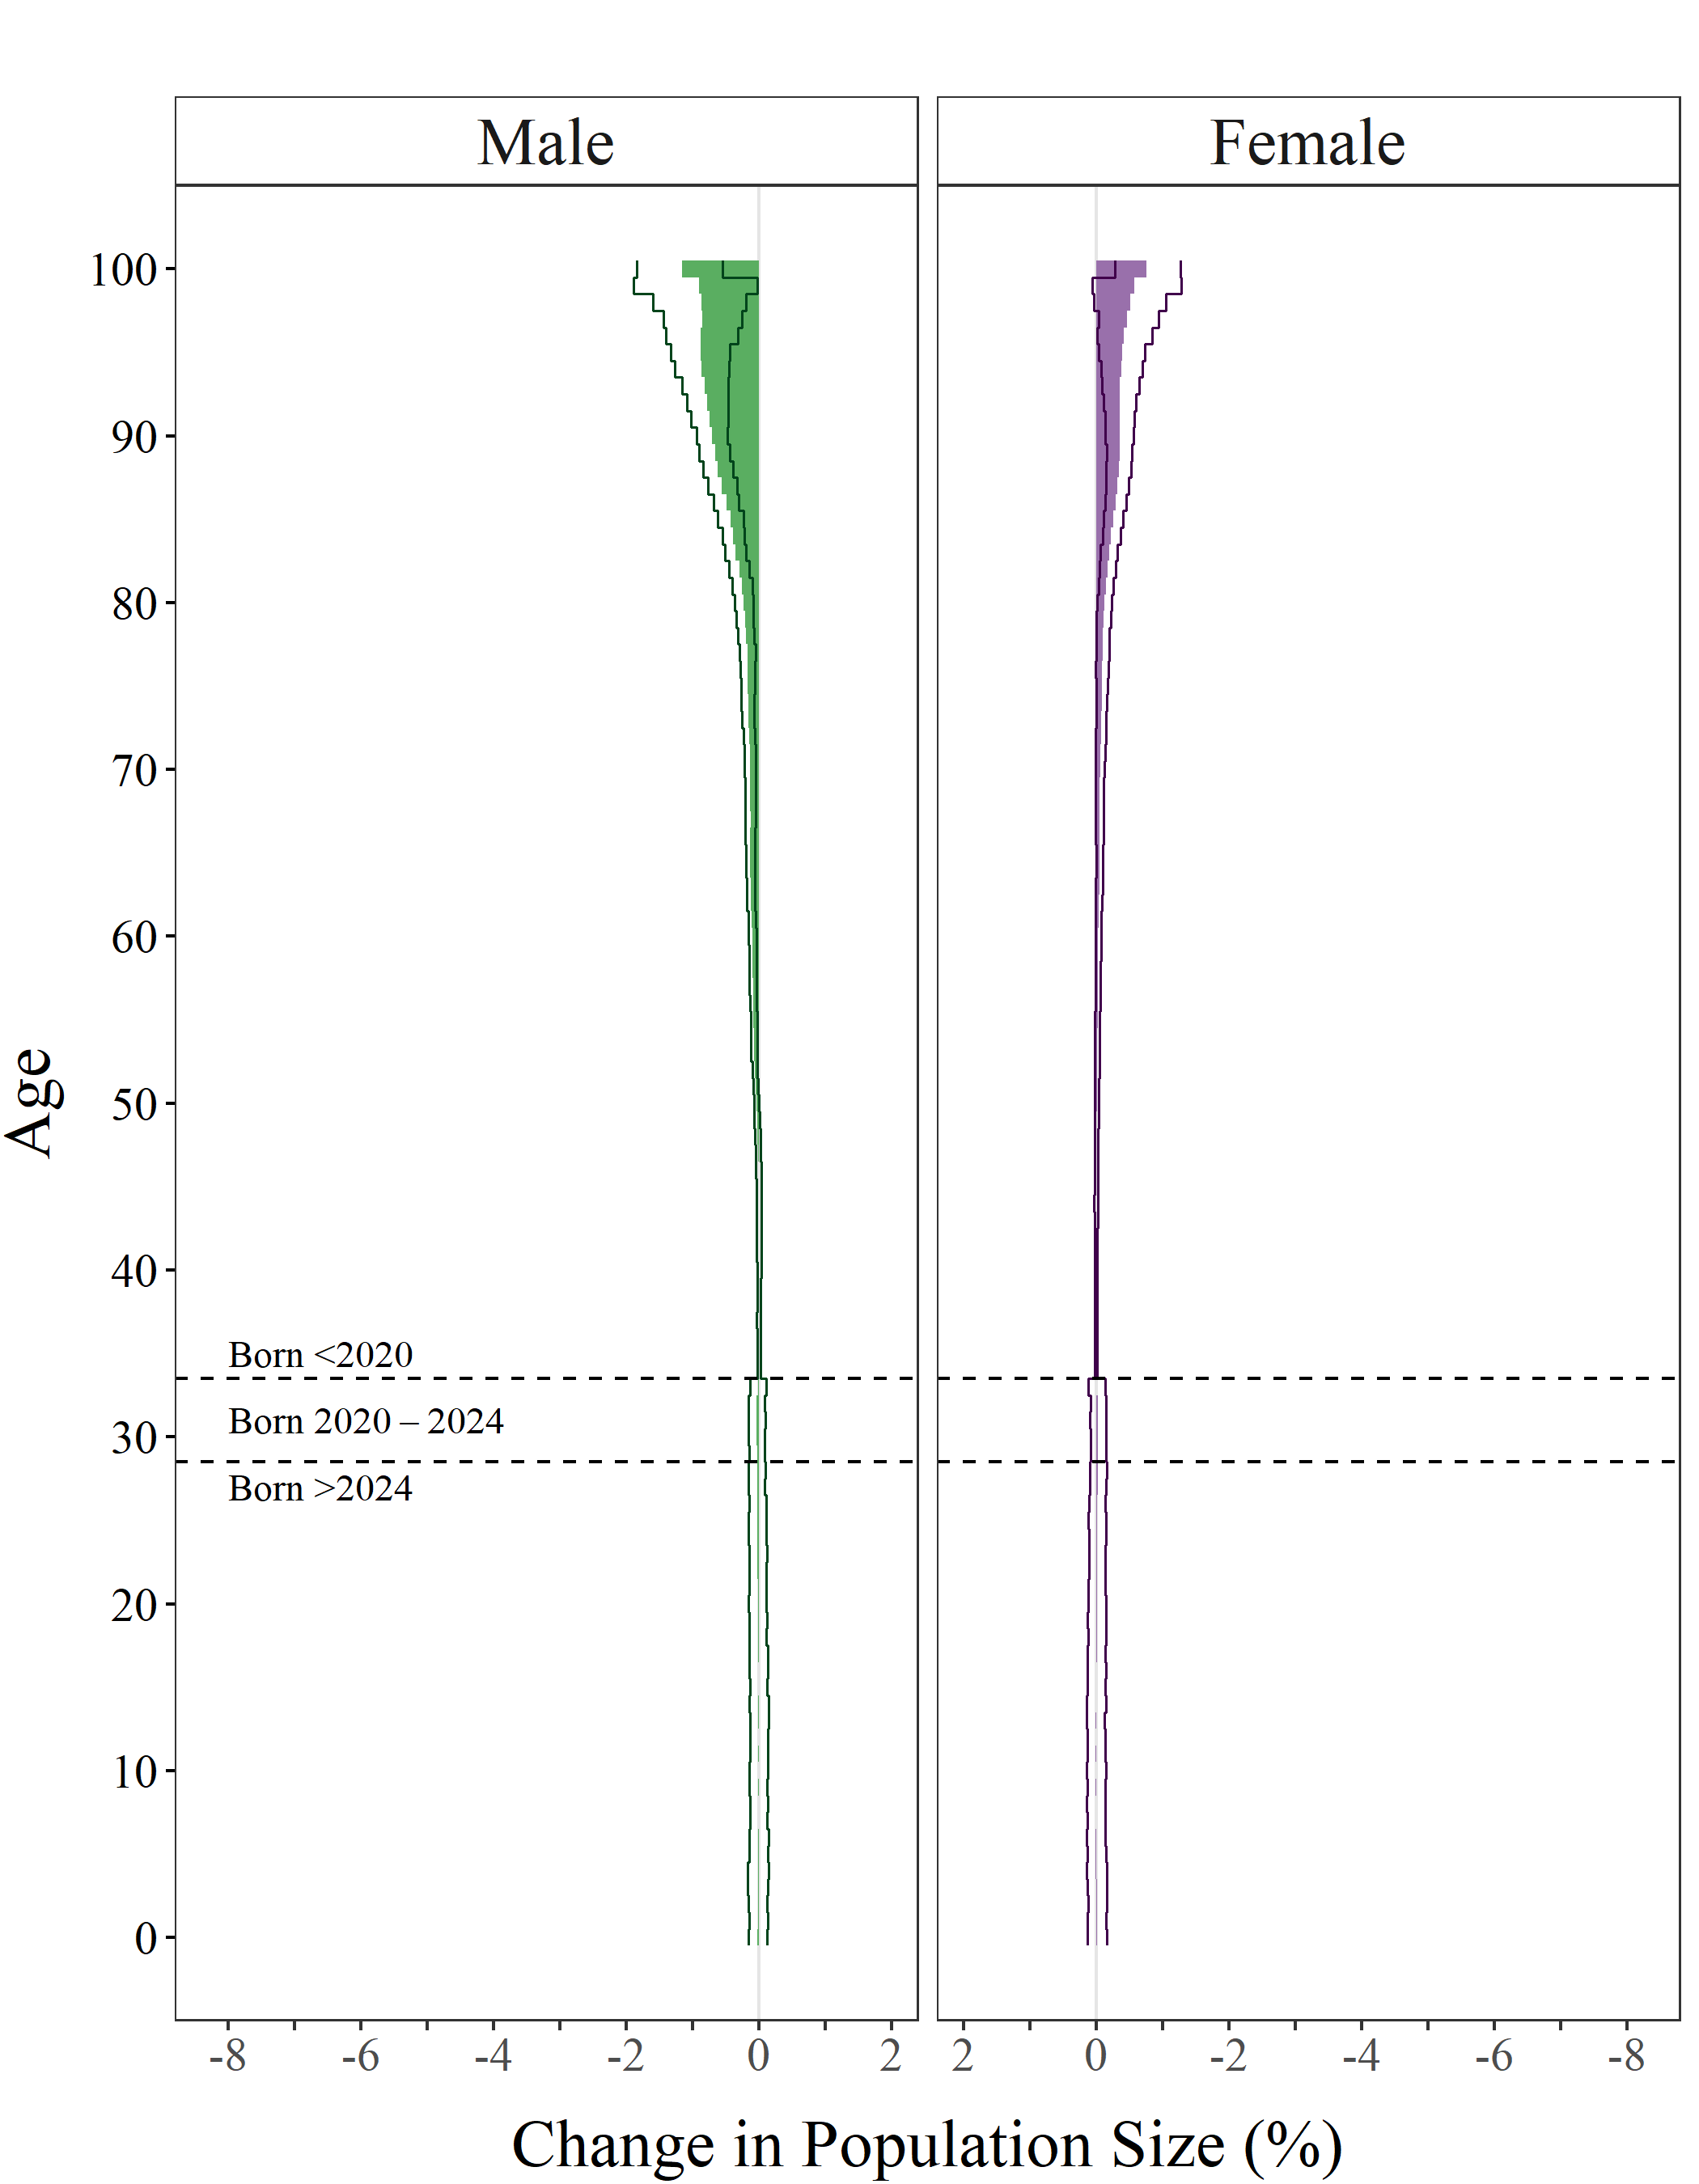 Male Female
100
90
80
70
60
50
40
Born <2020
Born 2020 – 2024
30
Born >2024
20
10
0
Age
-8 -6 -4 -2 0 2 2 0 -2 -4 -6 -8
Change in Population Size (%)